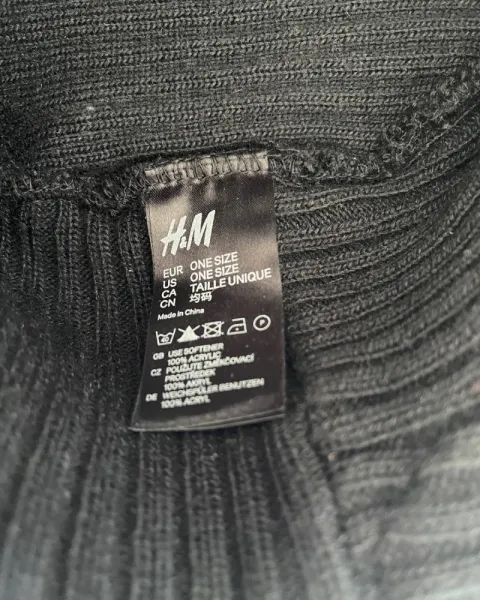 H&M
EUR ONE SIZE
US ONE SIZE
CA TAILLE UNIQUE
CN 均码
Made in China
40 P
GB USE SOFTENER
100% ACRYLIC
CZ POUŽIJTE ZMĚKČOVACÍ
PROSTŘEDEK
100% AKRYL
DE WEICHSPÜLER BENUTZEN
100% ACRYL